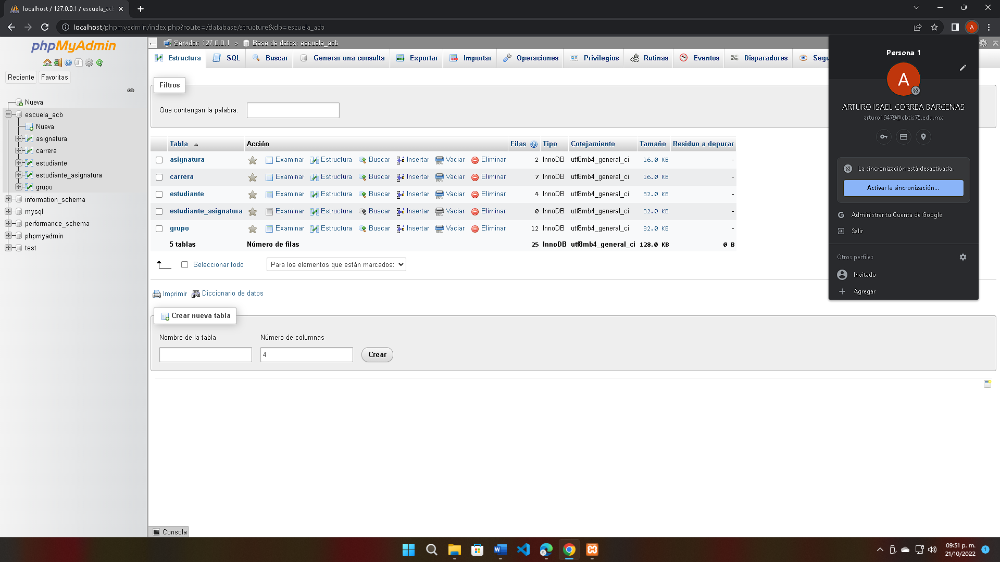 localhost / 127.0.0.1 / escuela_acb
localhost/phpmyadmin/index.php?route=/database/structure&db=escuela_acb
A
phpMyAdmin
Reciente
Favoritas
Nueva
escuela_acb
Nueva
asignatura
carrera
estudiante
estudiante_asignatura
grupo
information_schema
mysql
performance_schema
phpmyadmin
test
Servidor: 127.0.0.1 » Base de datos: escuela_acb
Estructura SQL Buscar Generar una consulta Exportar Importar Operaciones Privilegios Rutinas Eventos Disparadores Segu
Filtros
Que contengan la palabra:
Tabla Acción Filas Tipo Cotejamiento Tamaño Residuo a depurar
asignatura Examinar Estructura Buscar Insertar Vaciar Eliminar 2 InnoDB utf8mb4_general_ci 16.0 KB -
carrera Examinar Estructura Buscar Insertar Vaciar Eliminar 7 InnoDB utf8mb4_general_ci 16.0 KB -
estudiante Examinar Estructura Buscar Insertar Vaciar Eliminar 4 InnoDB utf8mb4_general_ci 32.0 KB -
estudiante_asignatura Examinar Estructura Buscar Insertar Vaciar Eliminar 0 InnoDB utf8mb4_general_ci 32.0 KB -
grupo Examinar Estructura Buscar Insertar Vaciar Eliminar 12 InnoDB utf8mb4_general_ci 32.0 KB -
5 tablas Número de filas 25 InnoDB utf8mb4_general_ci 128.0 KB 0 B
Seleccionar todo
Para los elementos que están marcados:
Imprimir Diccionario de datos
Crear nueva tabla
Nombre de la tabla
Número de columnas
4
Crear
Consola
Persona 1
A
ARTURO ISAEL CORREA BARCENAS
arturo19479@cbtis75.edu.mx
La sincronización está desactivada.
Activar la sincronización...
Administrar tu Cuenta de Google
Salir
Otros perfiles
Invitado
Agregar
09:51 p. m.
21/10/2022
1